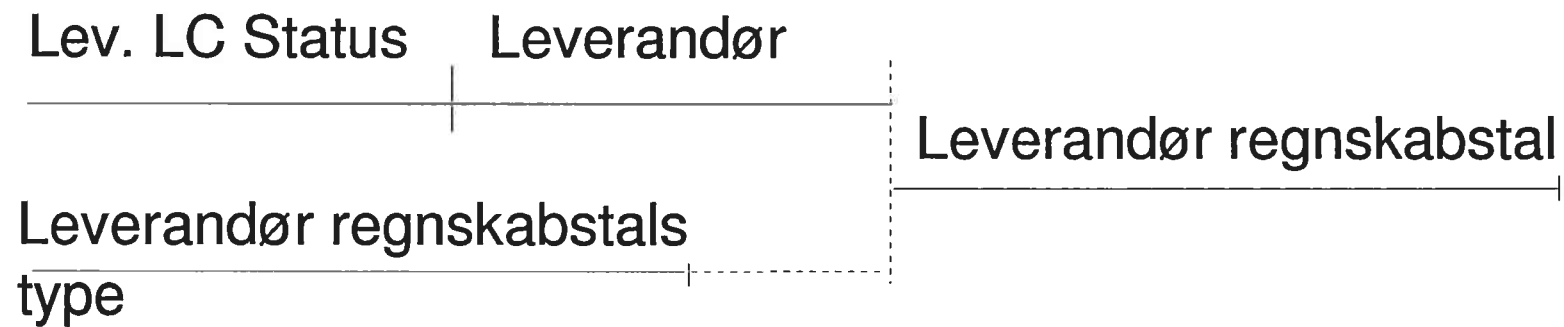 Lev. LC Status
Leverandør
Leverandør regnskabstal
Leverandør regnskabstals
type